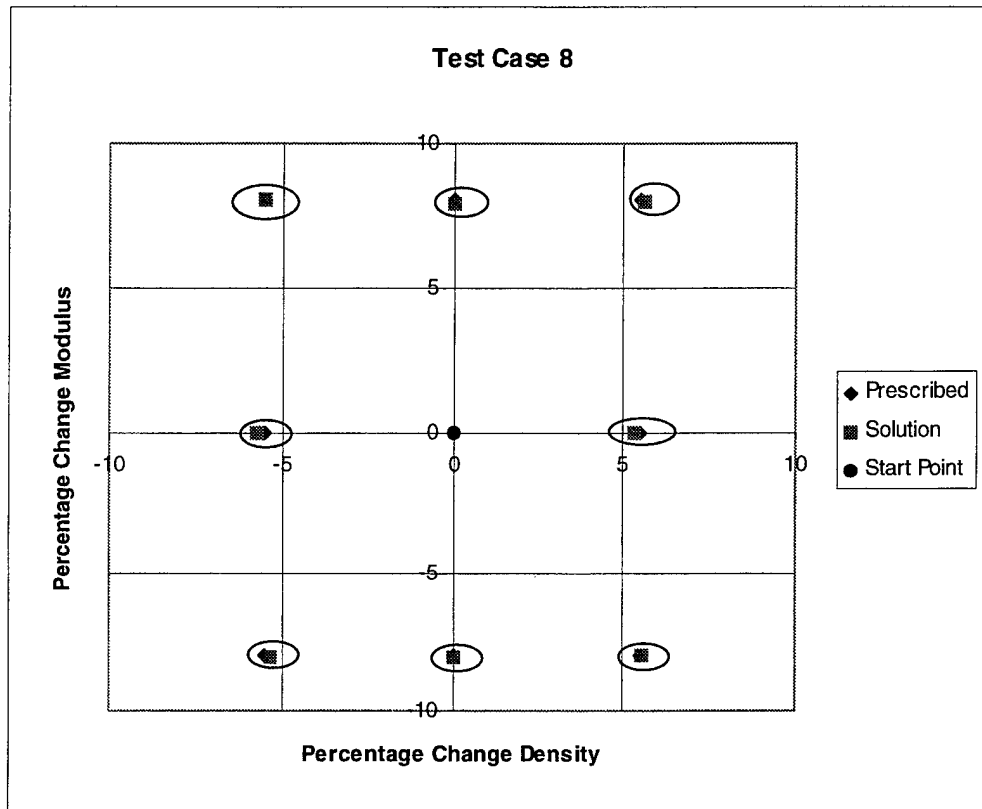 Test Case 8
10
5
0
-5
-10
-10
-5
0
5
10
Percentage Change Modulus
Percentage Change Density
Prescribed
Solution
Start Point